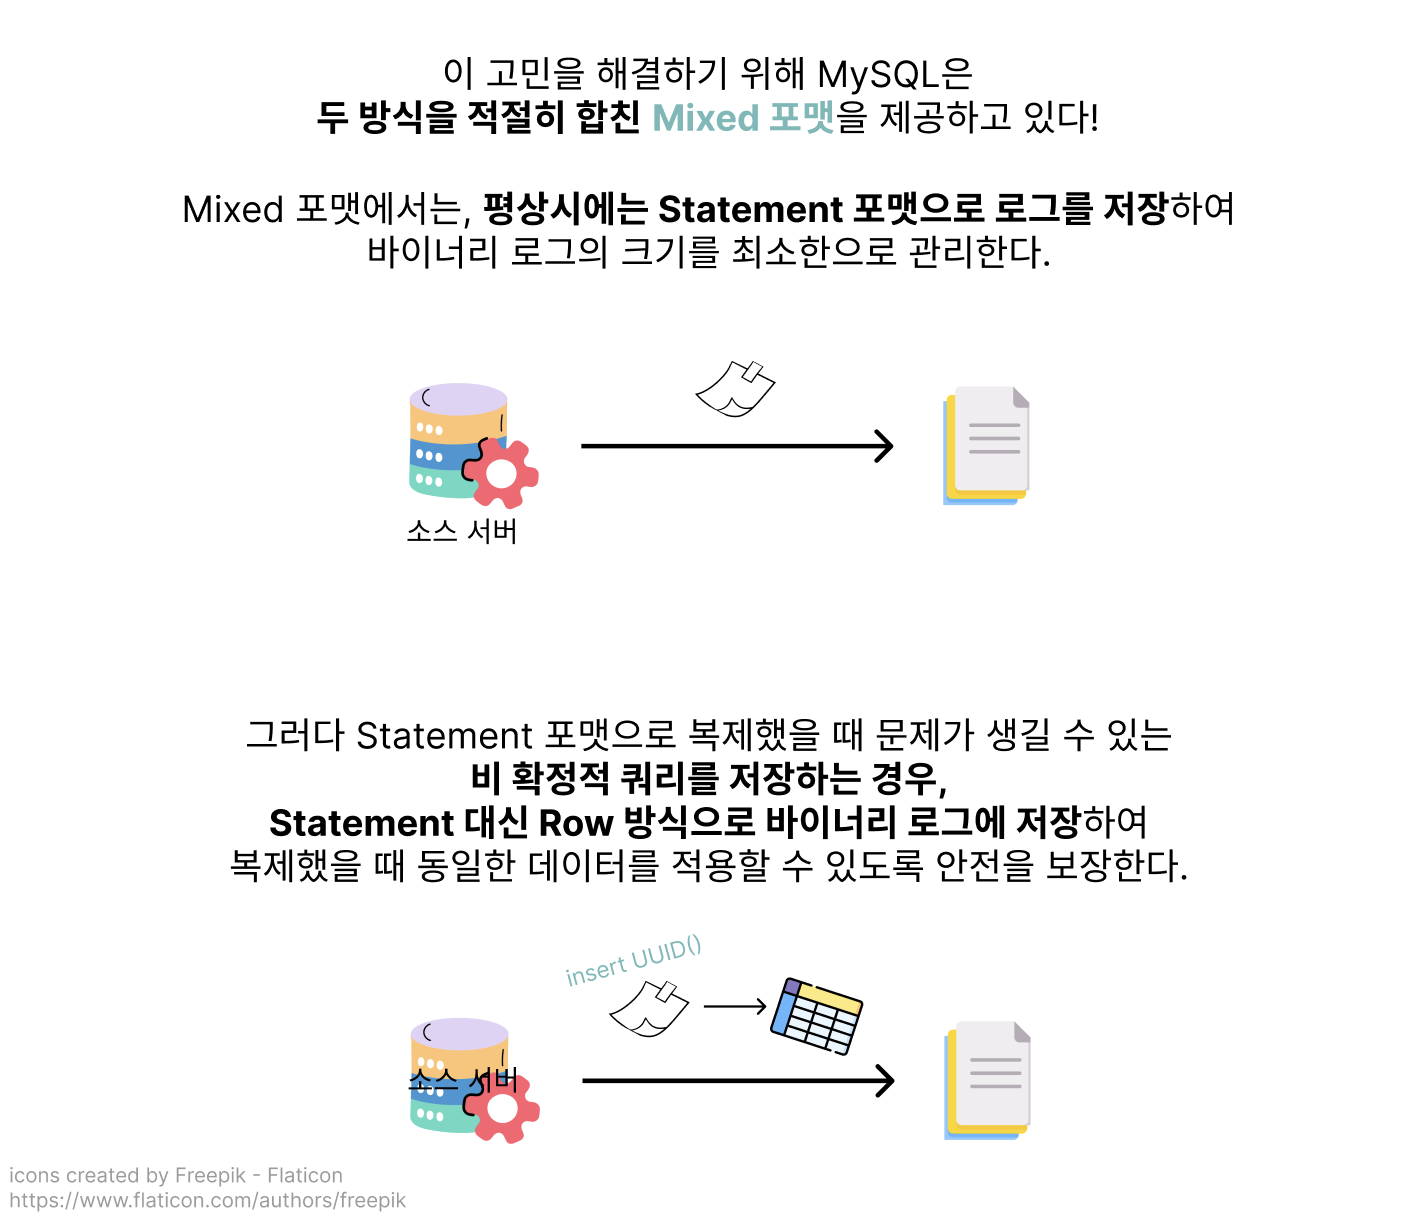 이 고민을 해결하기 위해 MySQL은
두 방식을 적절히 합친 Mixed 포맷을 제공하고 있다!
Mixed 포맷에서는, 평상시에는 Statement 포맷으로 로그를 저장하여
바이너리 로그의 크기를 최소한으로 관리한다.
소스 서버
그러다 Statement 포맷으로 복제했을 때 문제가 생길 수 있는
비 확정적 쿼리를 저장하는 경우,
Statement 대신 Row 방식으로 바이너리 로그에 저장하여
복제했을 때 동일한 데이터를 적용할 수 있도록 안전을 보장한다.
insert UUID()
소스 서버
icons created by Freepik - Flaticon
https://www.flaticon.com/authors/freepik